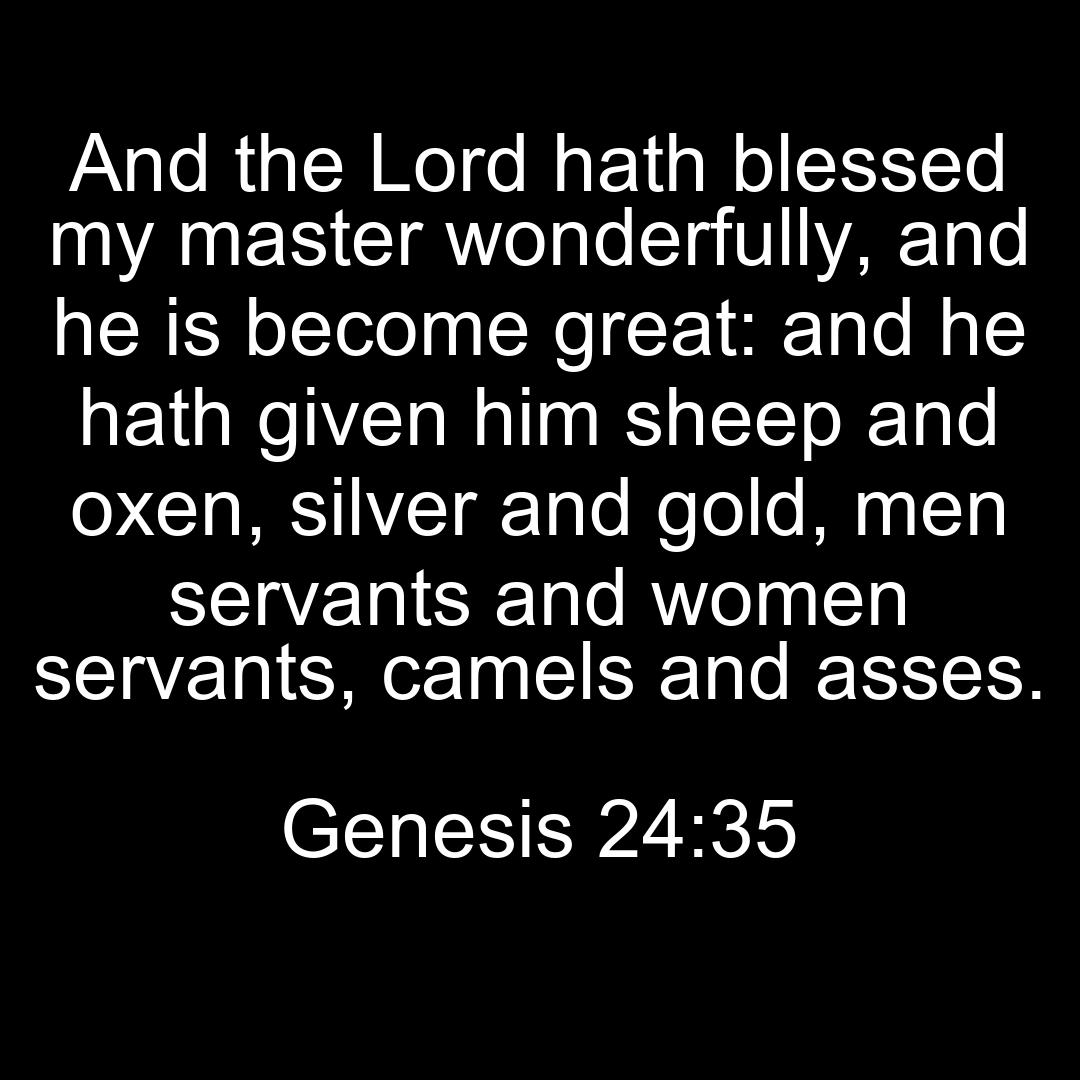 And the Lord hath blessed
my master wonderfully, and
he is become great: and he
hath given him sheep and
oxen, silver and gold, men
servants and women
servants, camels and asses.
Genesis 24:35